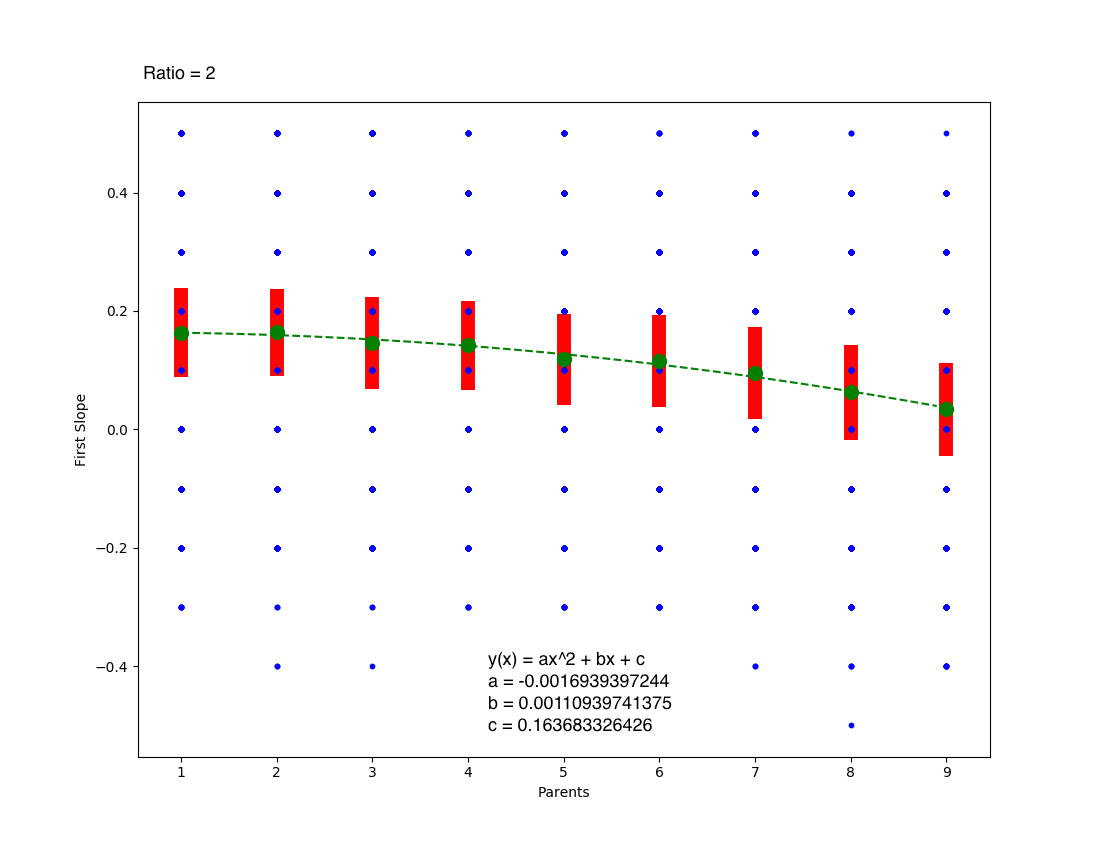 Ratio = 2
0.4
0.2
0.0
−0.2
−0.4
First Slope
y(x) = ax^2 + bx + c
a = -0.0016939397244
b = 0.00110939741375
c = 0.163683326426
1 2 3 4 5 6 7 8 9
Parents